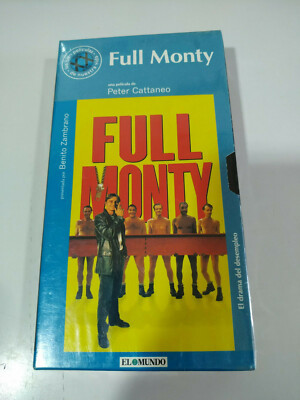 Full Monty
una película de
Peter Cattaneo
presentada por Benito Zambrano
FULL
MONTY
El drama del desempleo
EL MUNDO